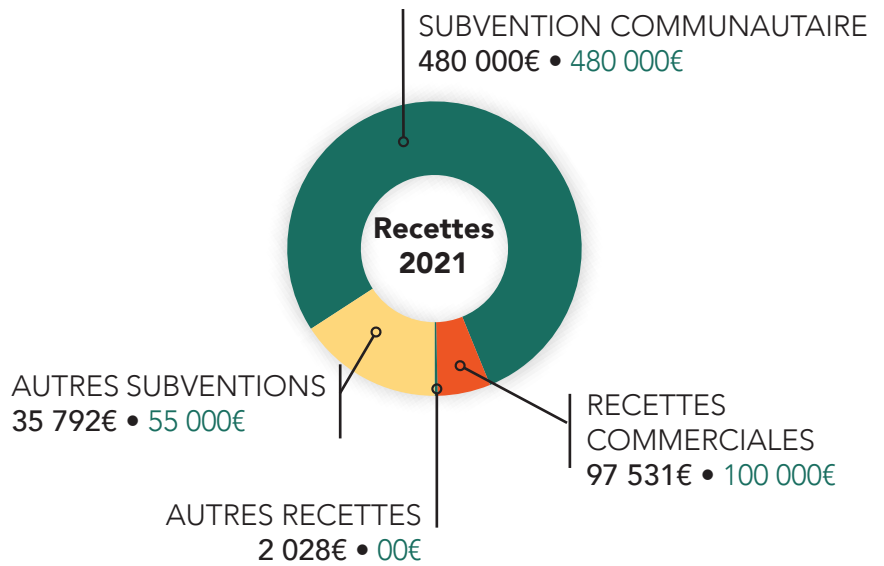 SUBVENTION COMMUNAUTAIRE
480 000€ • 480 000€
Recettes
2021
AUTRES SUBVENTIONS
35 792€ • 55 000€
RECETTES
COMMERCIALES
97 531€ • 100 000€
AUTRES RECETTES
2 028€ • 00€